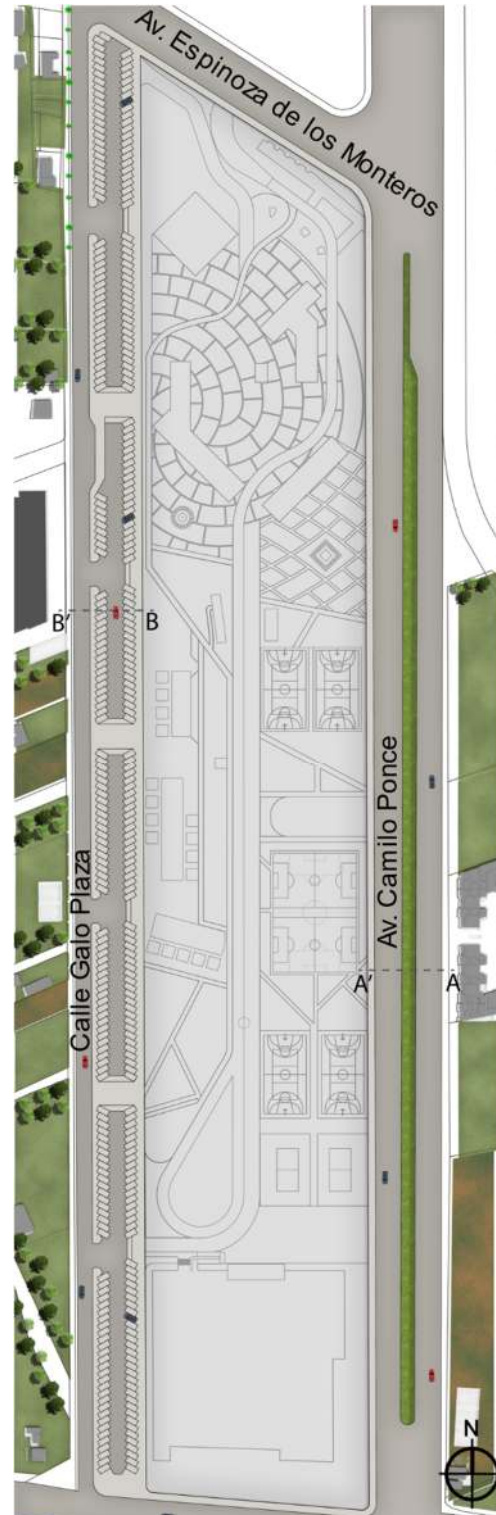 Av. Espinoza de los Monteros
B'
B
Av. Camilo Ponce
Calle Galo Plaza
A'
A
N